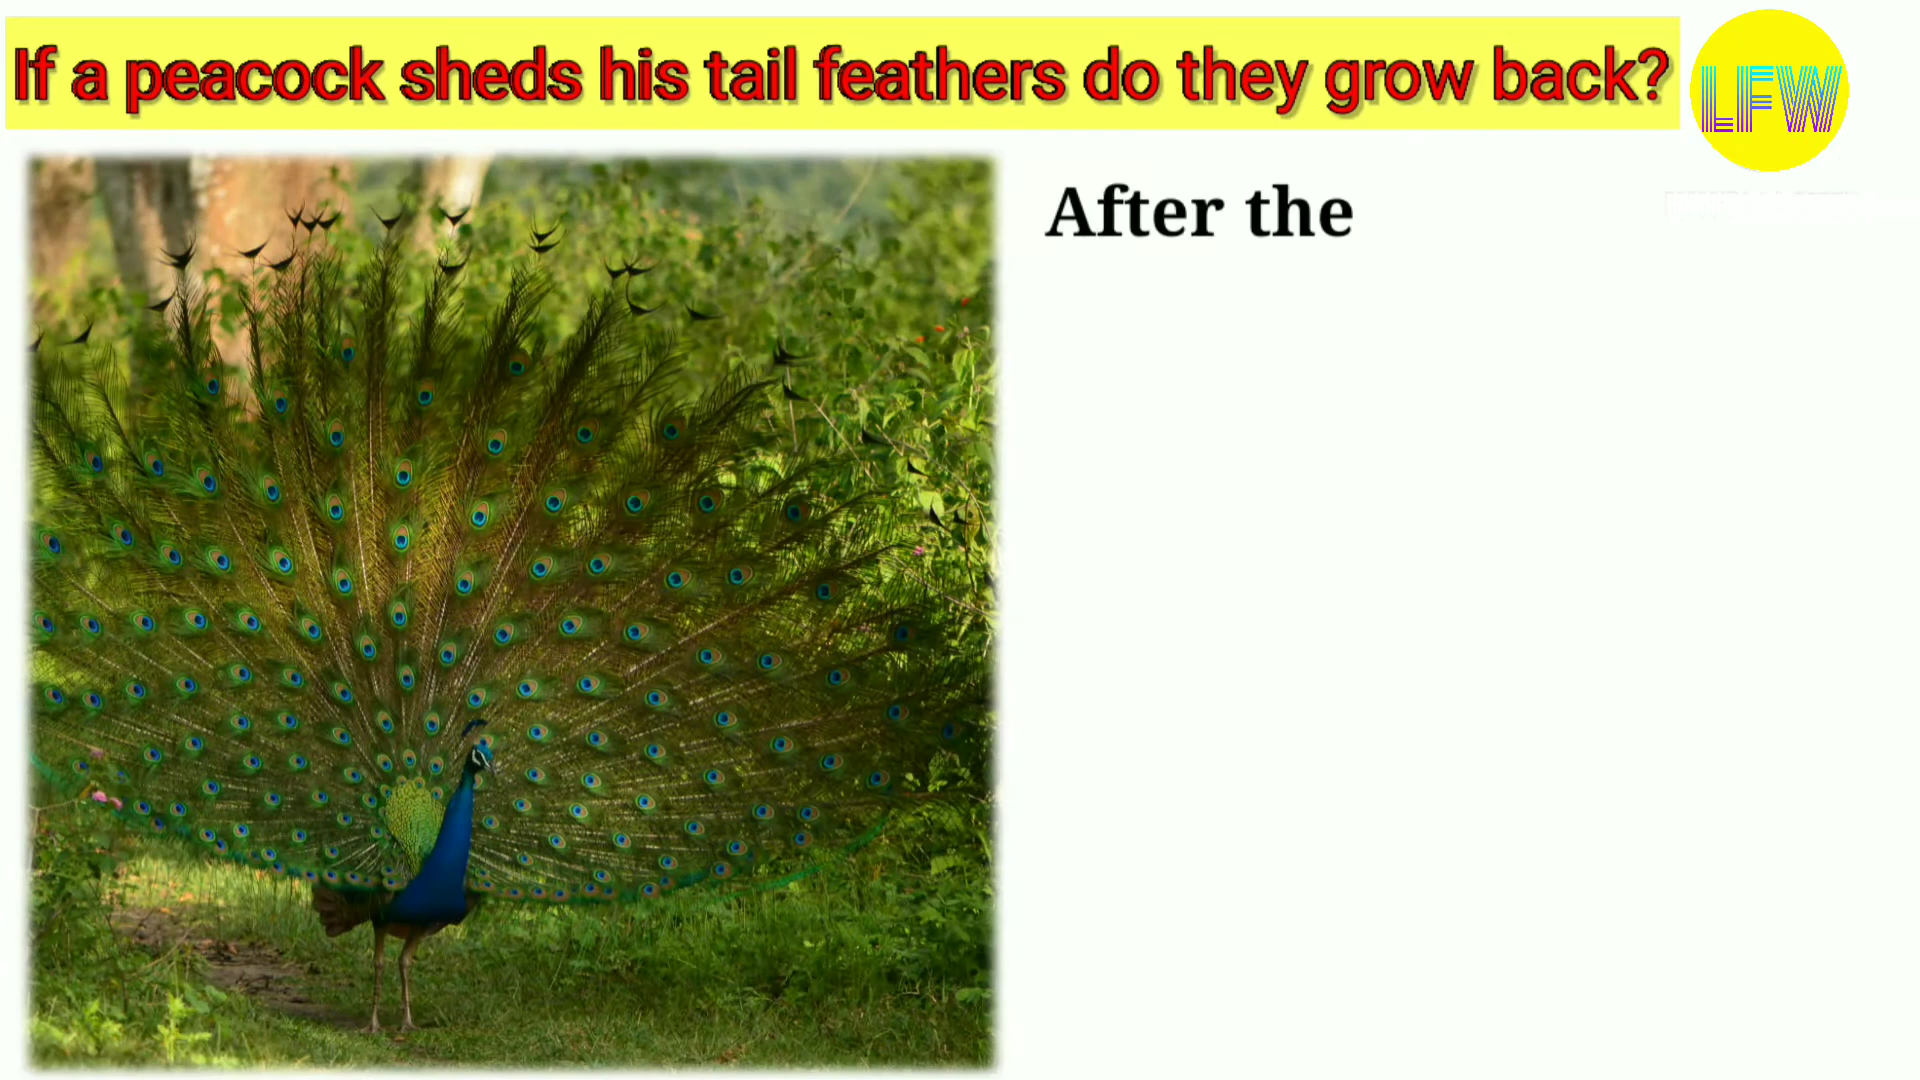 If a peacock sheds his tail feathers do they grow back?
LFW
After the